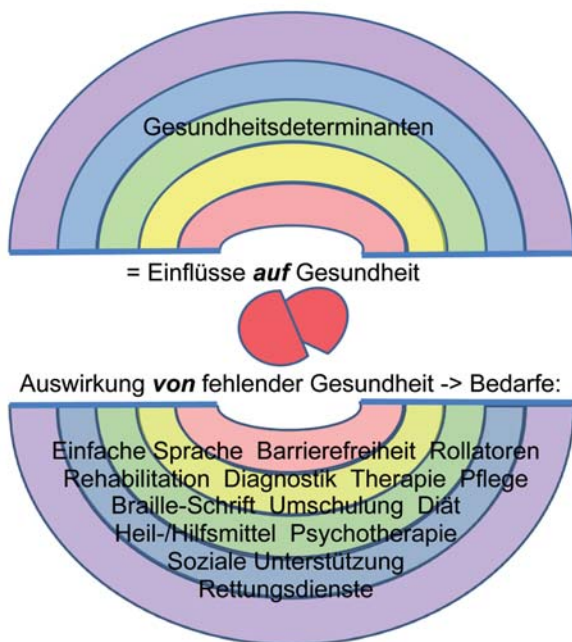 Gesundheitsdeterminanten
= Einflüsse auf Gesundheit
Auswirkung von fehlender Gesundheit -> Bedarfe:
Einfache Sprache Barrierefreiheit Rollatoren
Rehabilitation Diagnostik Therapie Pflege
Braille-Schrift Umschulung Diät
Heil-/Hilfsmittel Psychotherapie
Soziale Unterstützung
Rettungsdienste